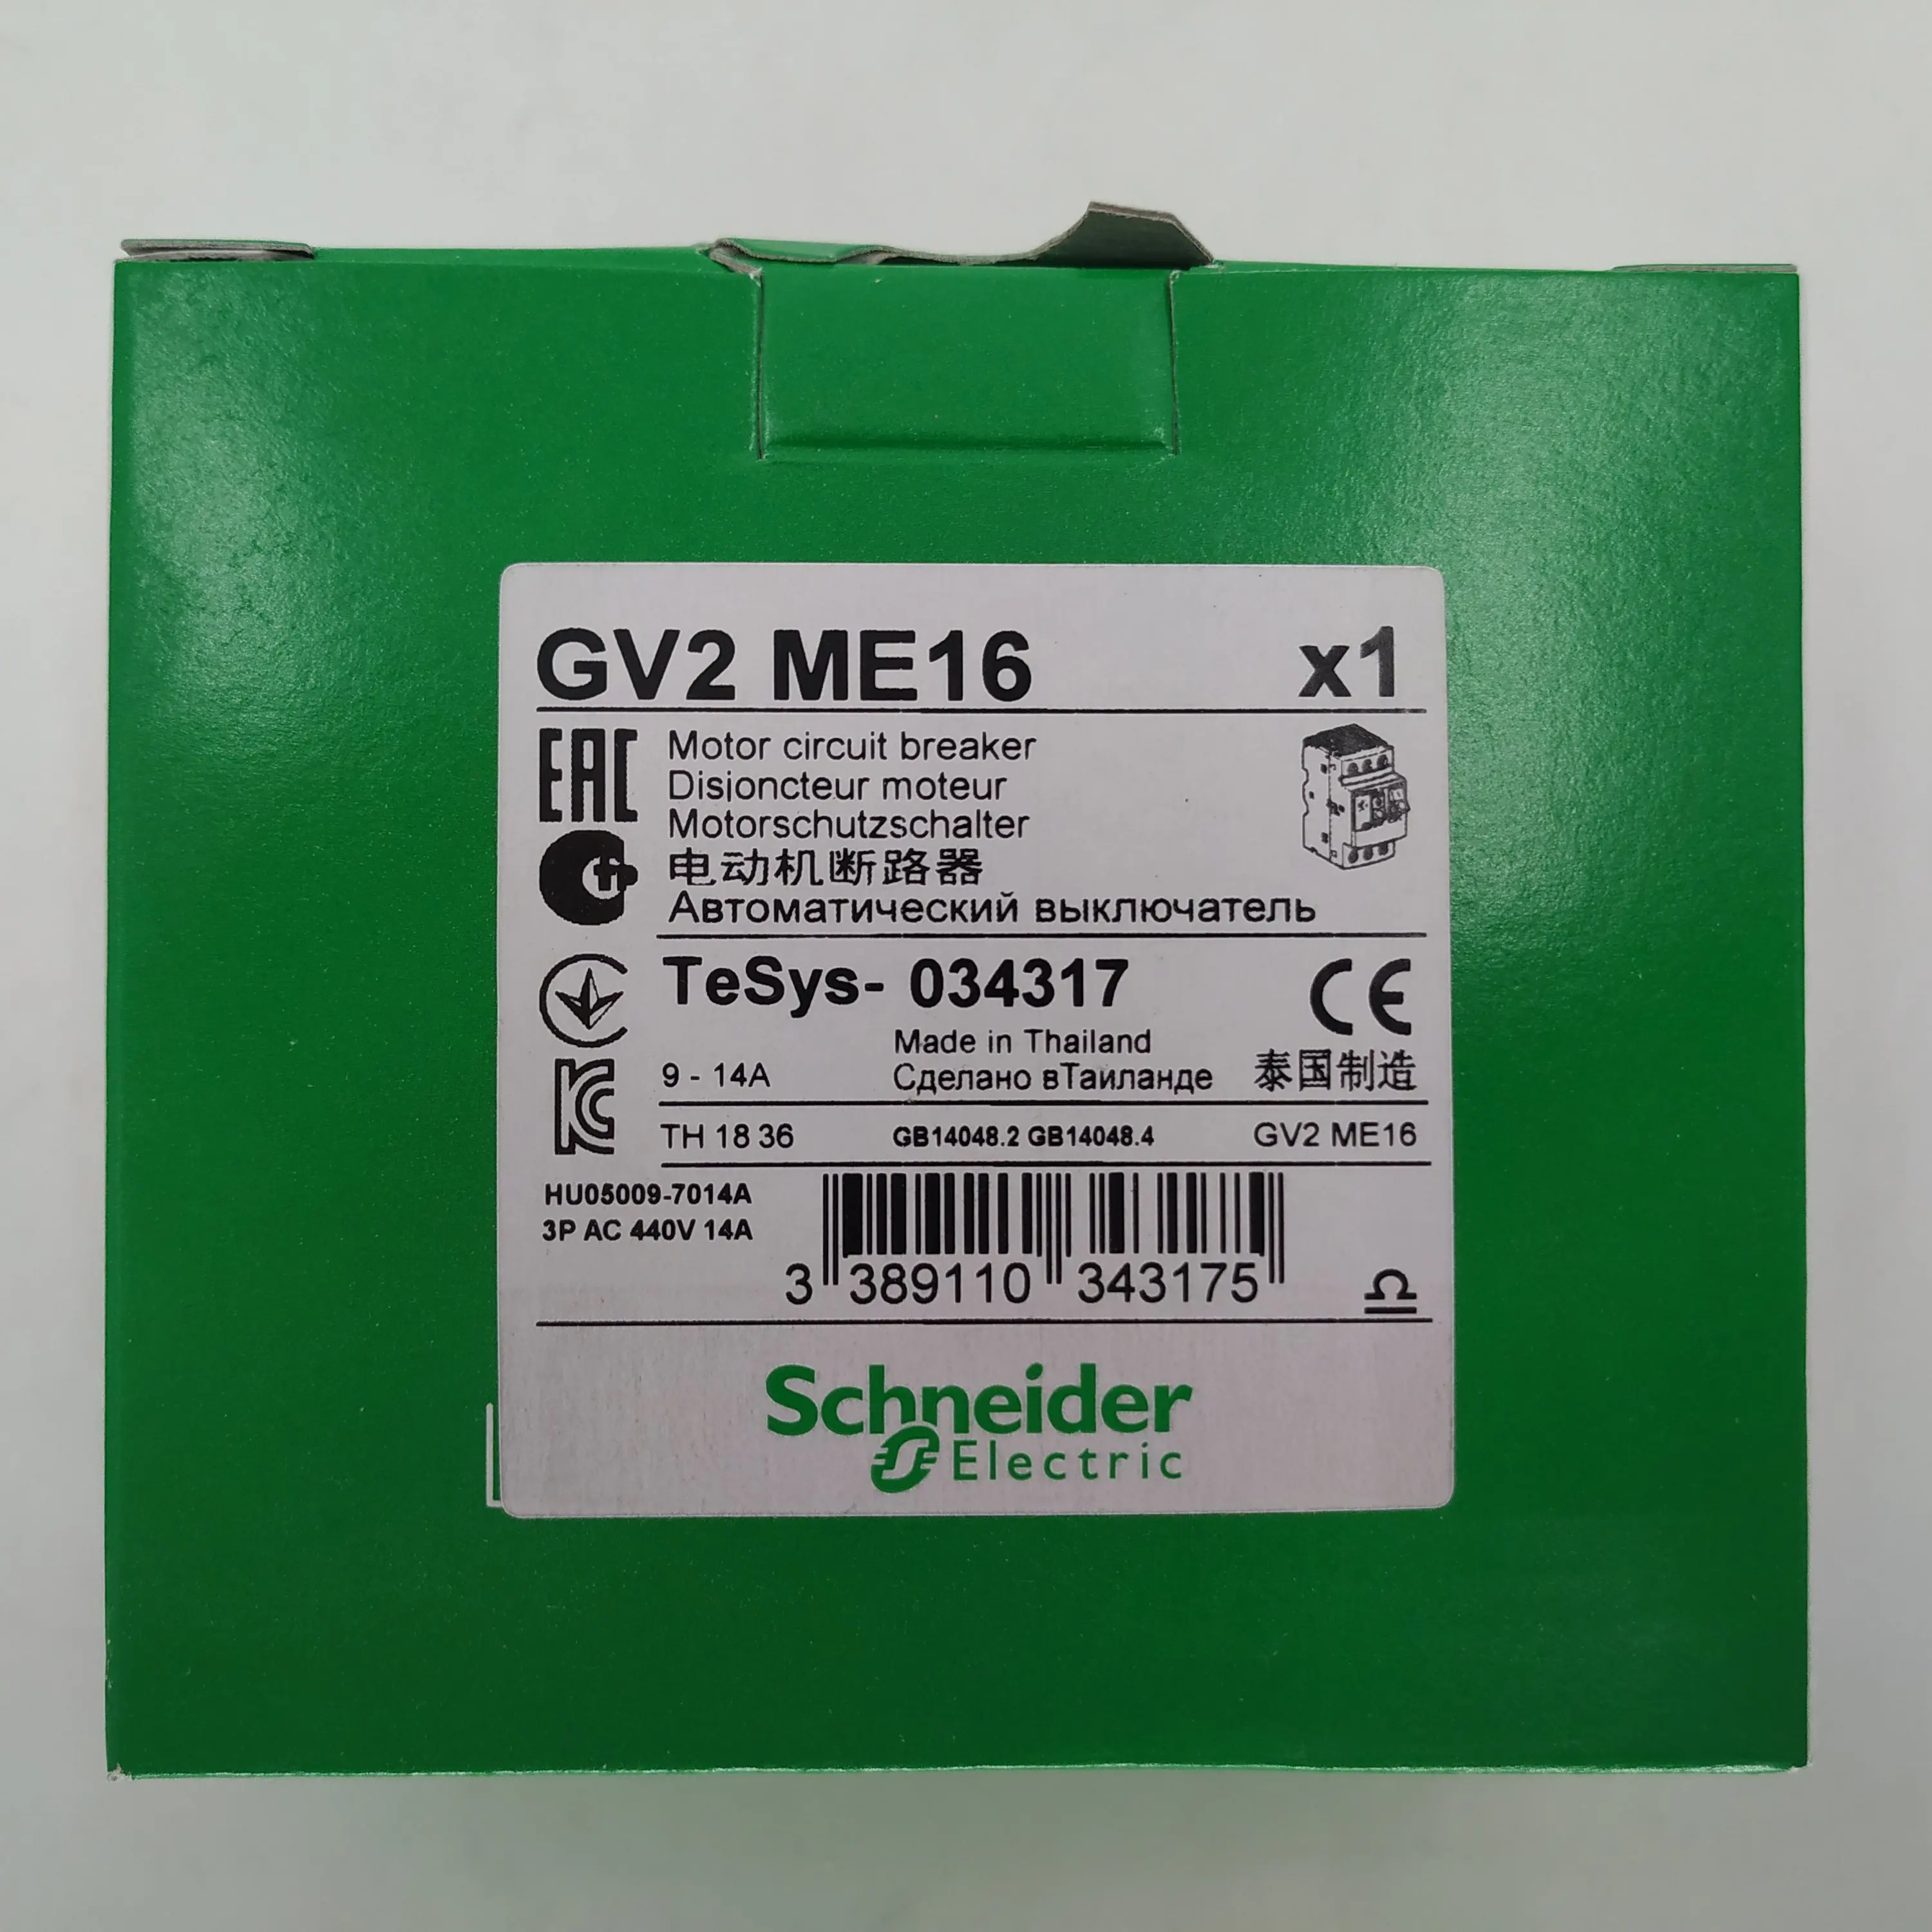 GV2 ME16 x1
EAC
Motor circuit breaker
Disjoncteur moteur
Motorschutzschalter
电动机断路器
Автоматический выключатель
TeSys- 034317 CE
Made in Thailand
9 - 14A Сделано вТаиланде 泰国制造
TH 18 36 GB14048.2 GB14048.4 GV2 ME16
HU05009-7014A
3P AC 440V 14A
3 389110 343175
Schneider
Electric